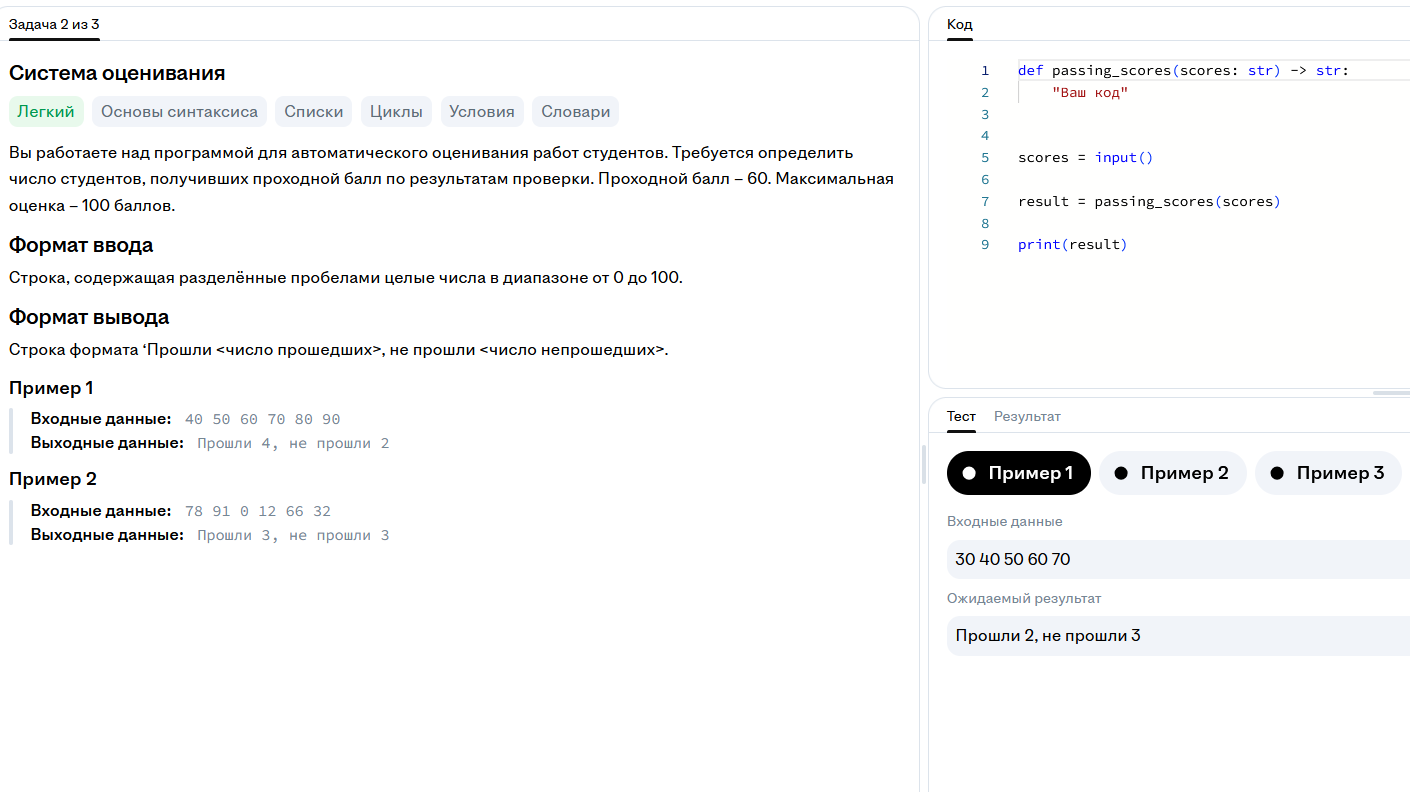 Задача 2 из 3
Система оценивания
Легкий
Основы синтаксиса
Списки
Циклы
Условия
Словари
Вы работаете над программой для автоматического оценивания работ студентов. Требуется определить
число студентов, получивших проходной балл по результатам проверки. Проходной балл – 60. Максимальная
оценка – 100 баллов.
Формат ввода
Строка, содержащая разделённые пробелами целые числа в диапазоне от 0 до 100.
Формат вывода
Строка формата ‘Прошли <число прошедших>, не прошли <число непрошедших>.
Пример 1
Входные данные: 40 50 60 70 80 90
Выходные данные: Прошли 4, не прошли 2
Пример 2
Входные данные: 78 91 0 12 66 32
Выходные данные: Прошли 3, не прошли 3
Код
1 def passing_scores(scores: str) -> str:
2     "Ваш код"
3
4
5 scores = input()
6
7 result = passing_scores(scores)
8
9 print(result)
Тест
Результат
Пример 1
Пример 2
Пример 3
Входные данные
30 40 50 60 70
Ожидаемый результат
Прошли 2, не прошли 3